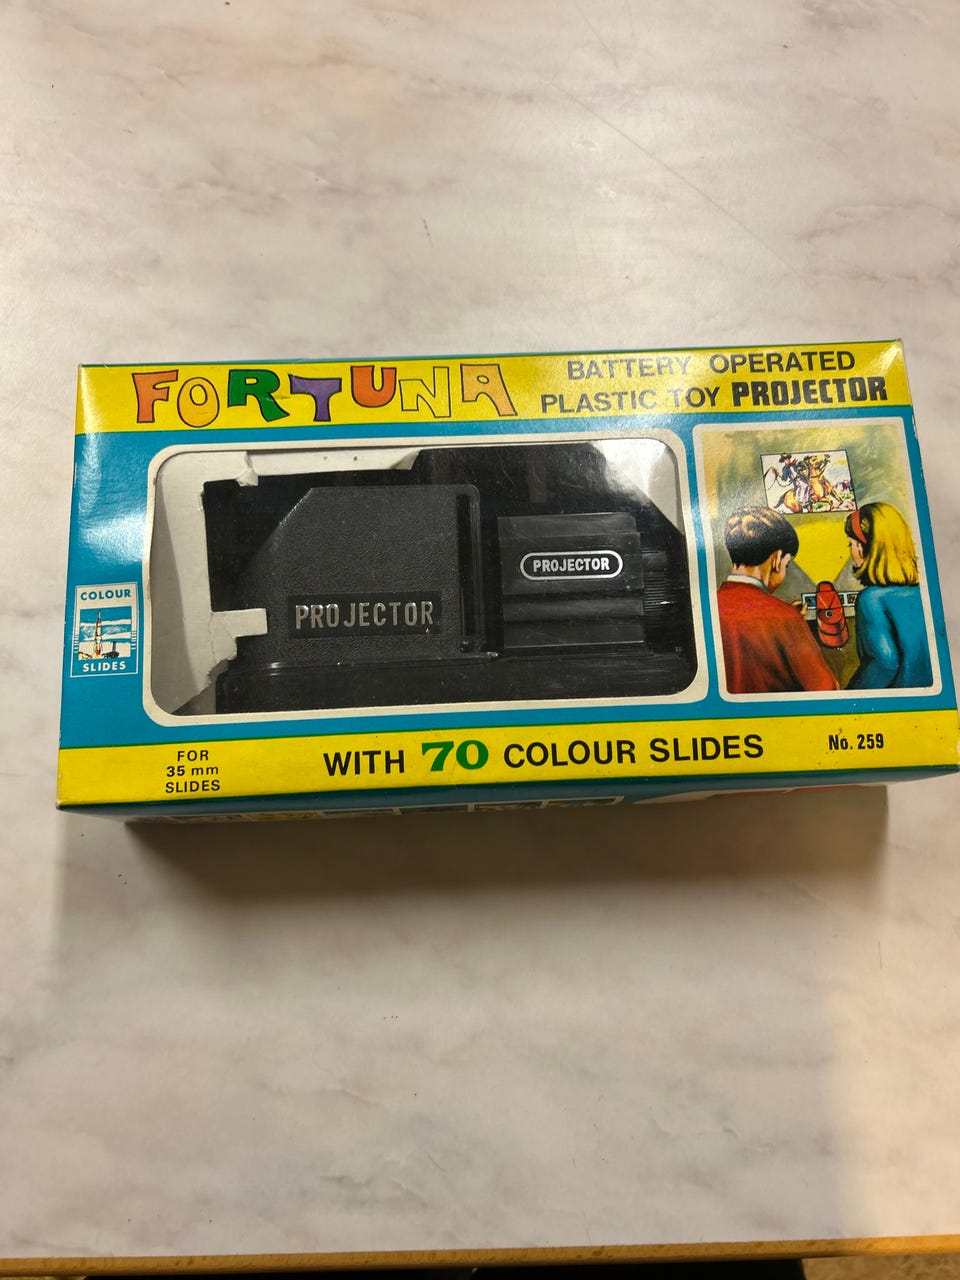 FORTUNA
BATTERY OPERATED
PLASTIC TOY PROJECTOR
PROJECTOR
PROJECTOR
COLOUR
SLIDES
FOR
35 mm
SLIDES
WITH 70 COLOUR SLIDES
No. 259